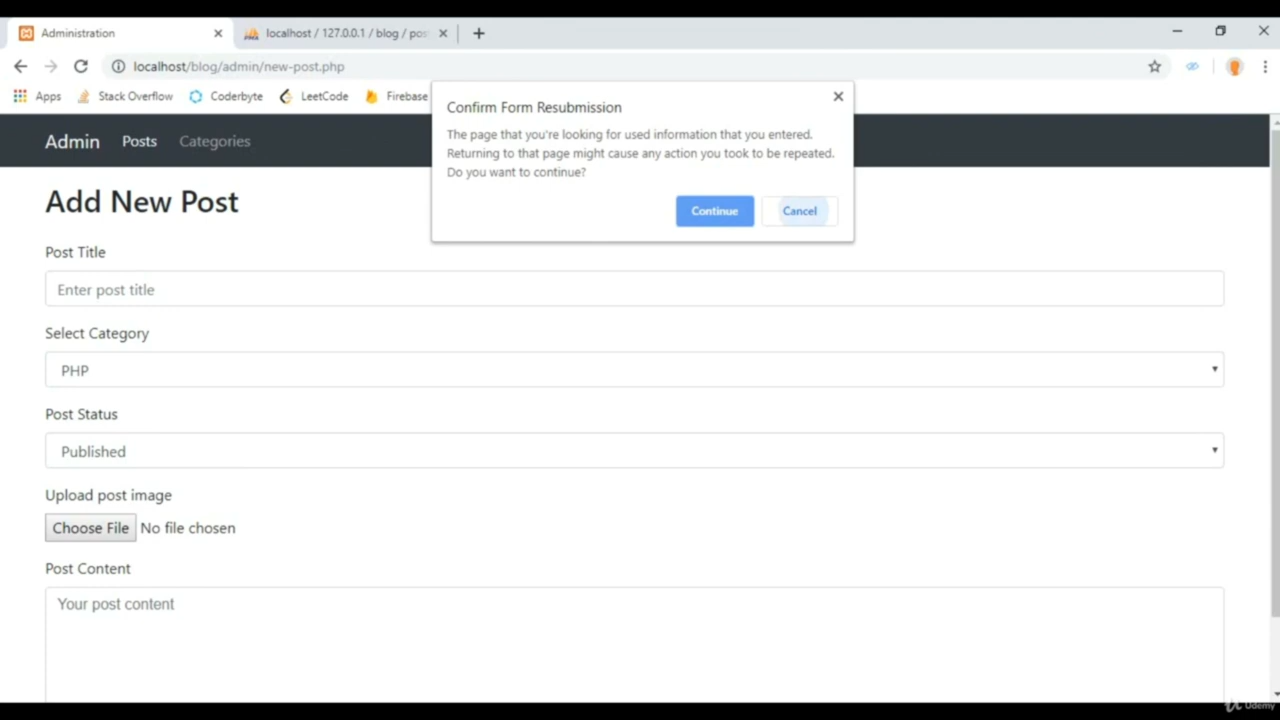 Administration
localhost / 127.0.0.1 / blog / pos
localhost/blog/admin/new-post.php
Apps Stack Overflow Coderbyte LeetCode Firebase
Confirm Form Resubmission
The page that you're looking for used information that you entered.
Returning to that page might cause any action you took to be repeated.
Do you want to continue?
Continue Cancel
Admin Posts Categories
Add New Post
Post Title
Enter post title
Select Category
PHP
Post Status
Published
Upload post image
Choose File No file chosen
Post Content
Your post content
Udemy